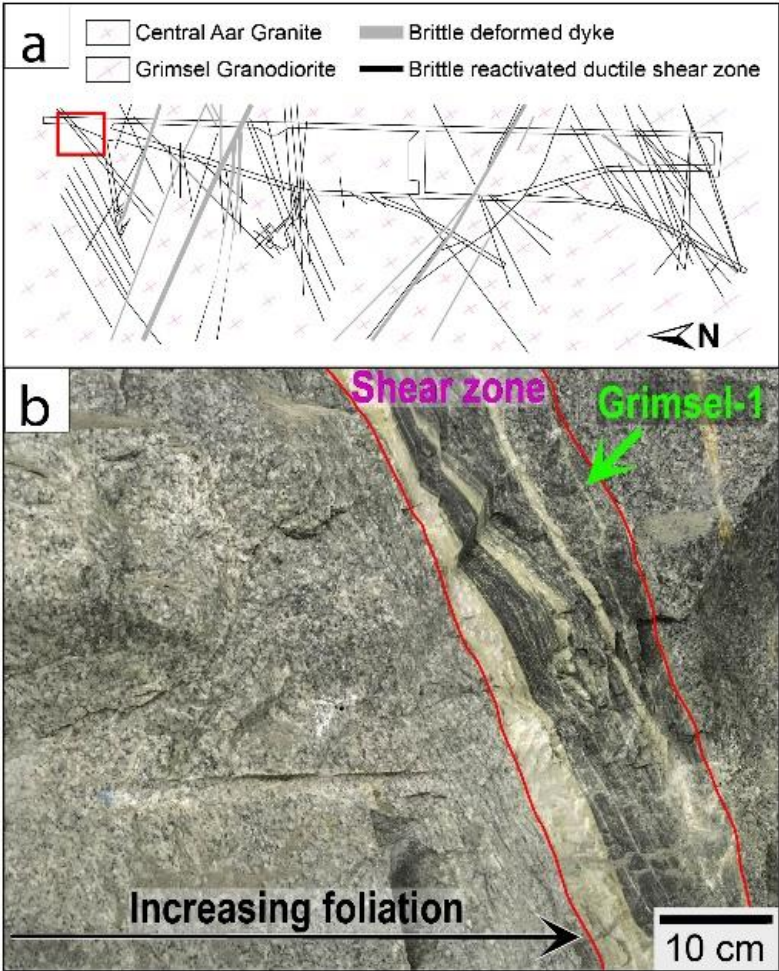 a
Central Aar Granite
Brittle deformed dyke
Grimsel Granodiorite
Brittle reactivated ductile shear zone
N
b
Shear zone
Grimsel-1
Increasing foliation
10 cm